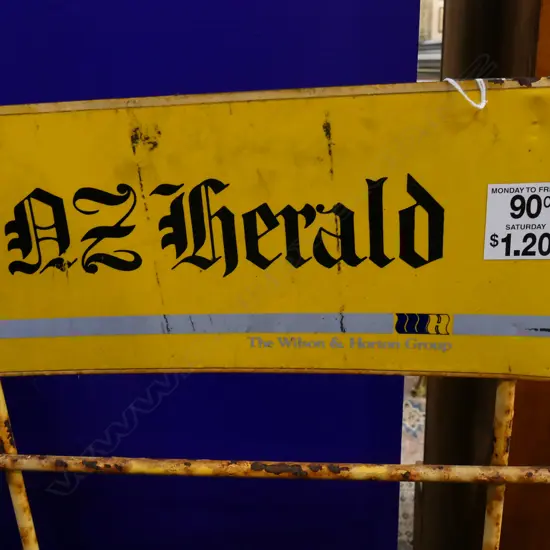 NZ Herald
MONDAY TO FRI
90c
SATURDAY
$1.20
The Wilson & Horton Group